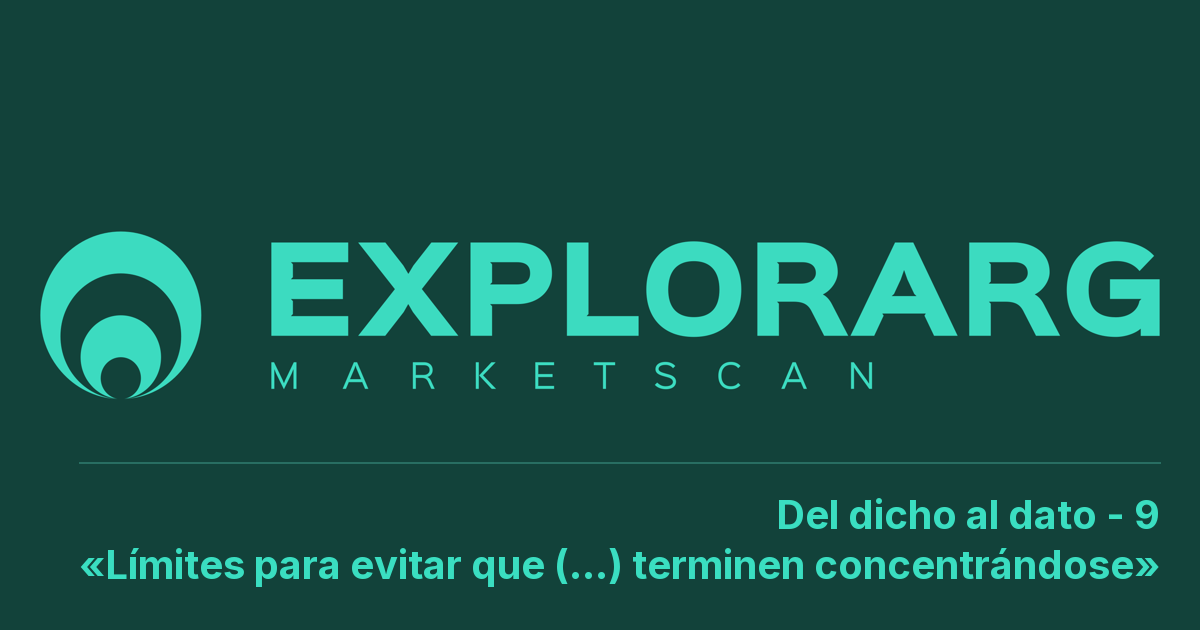 EXPLORARG
MARKETSCAN
Del dicho al dato - 9
«Límites para evitar que (...) terminen concentrándose»